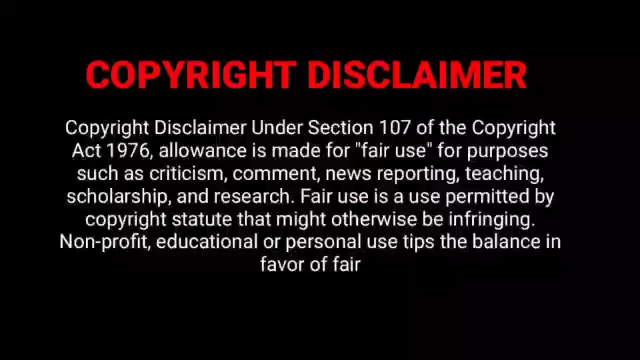 COPYRIGHT DISCLAIMER
Copyright Disclaimer Under Section 107 of the Copyright
Act 1976, allowance is made for "fair use" for purposes
such as criticism, comment, news reporting, teaching,
scholarship, and research. Fair use is a use permitted by
copyright statute that might otherwise be infringing.
Non-profit, educational or personal use tips the balance in
favor of fair